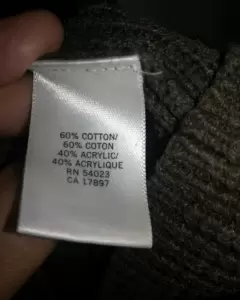 60% COTTON/
60% COTON
40% ACRYLIC/
40% ACRYLIQUE
RN 54023
CA 17897